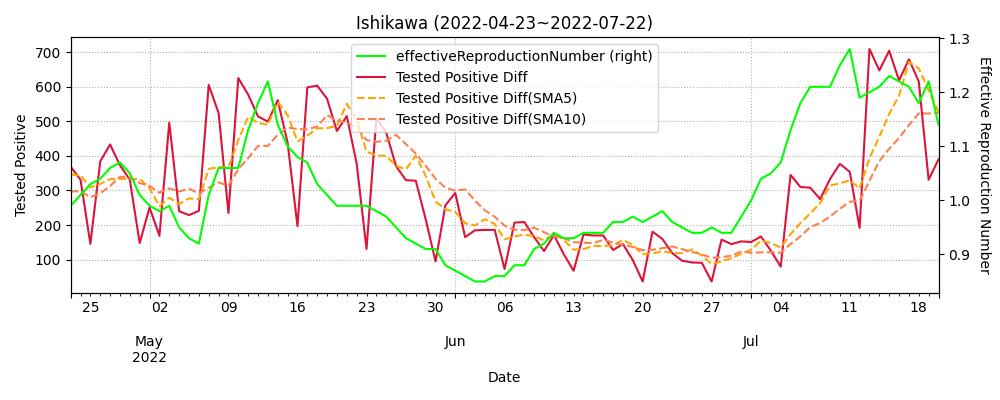 Ishikawa (2022-04-23~2022-07-22)
effectiveReproductionNumber (right)
Tested Positive Diff
Tested Positive Diff(SMA5)
Tested Positive Diff(SMA10)
Tested Positive
700
600
500
400
300
200
100
1.3
1.2
1.1
1.0
0.9
Effective Reproduction Number
25 02 09 16 23 30 06 13 20 27 04 11 18
May Jun Jul
2022
Date